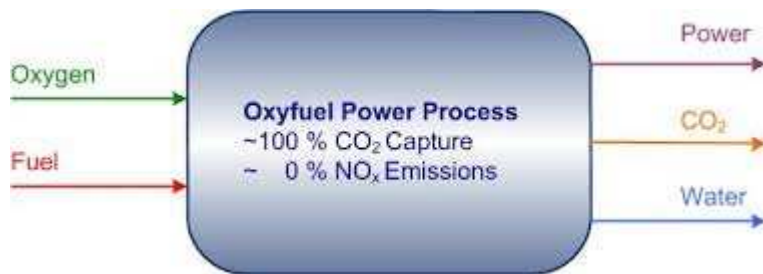 Oxygen
Fuel
Oxyfuel Power Process
~100 % CO₂ Capture
~ 0 % NOₓ Emissions
Power
CO₂
Water